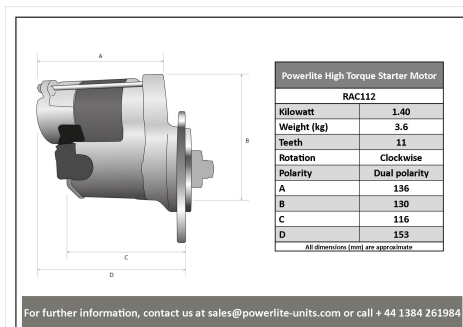 A
B
C
D
Powerlite High Torque Starter Motor
RAC112
Kilowatt 1.40
Weight (kg) 3.6
Teeth 11
Rotation Clockwise
Polarity Dual polarity
A 136
B 130
C 116
D 153
All dimensions (mm) are approximate
For further information, contact us at sales@powerlite-units.com or call + 44 1384 261984